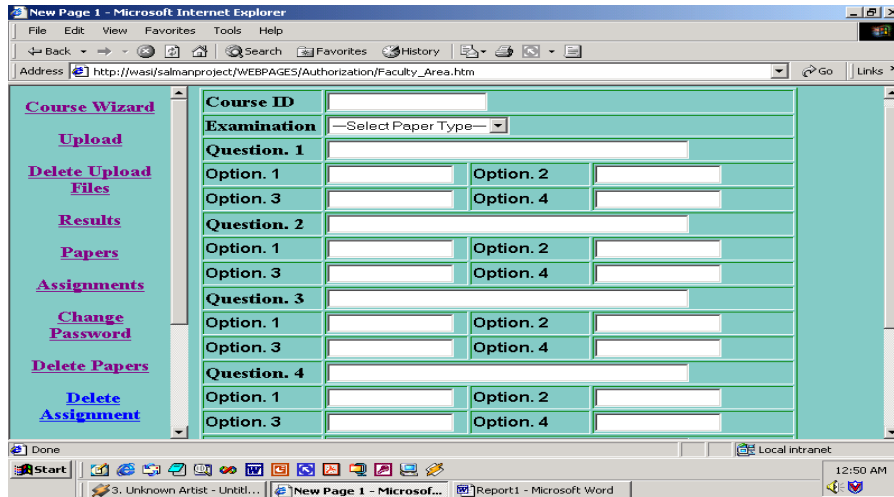 New Page 1 - Microsoft Internet Explorer
File Edit View Favorites Tools Help
Back Search Favorites History
Address http://wasi/salmanproject/WEBPAGES/Authorization/Faculty_Area.htm Go Links
Course Wizard
Upload
Delete Upload
Files
Results
Papers
Assignments
Change
Password
Delete Papers
Delete
Assignment
Course ID
Examination —Select Paper Type—
Question. 1
Option. 1 Option. 2
Option. 3 Option. 4
Question. 2
Option. 1 Option. 2
Option. 3 Option. 4
Question. 3
Option. 1 Option. 2
Option. 3 Option. 4
Question. 4
Option. 1 Option. 2
Option. 3 Option. 4
Done Local intranet
Start 12:50 AM
3. Unknown Artist - Untitl... New Page 1 - Microsof... Report1 - Microsoft Word